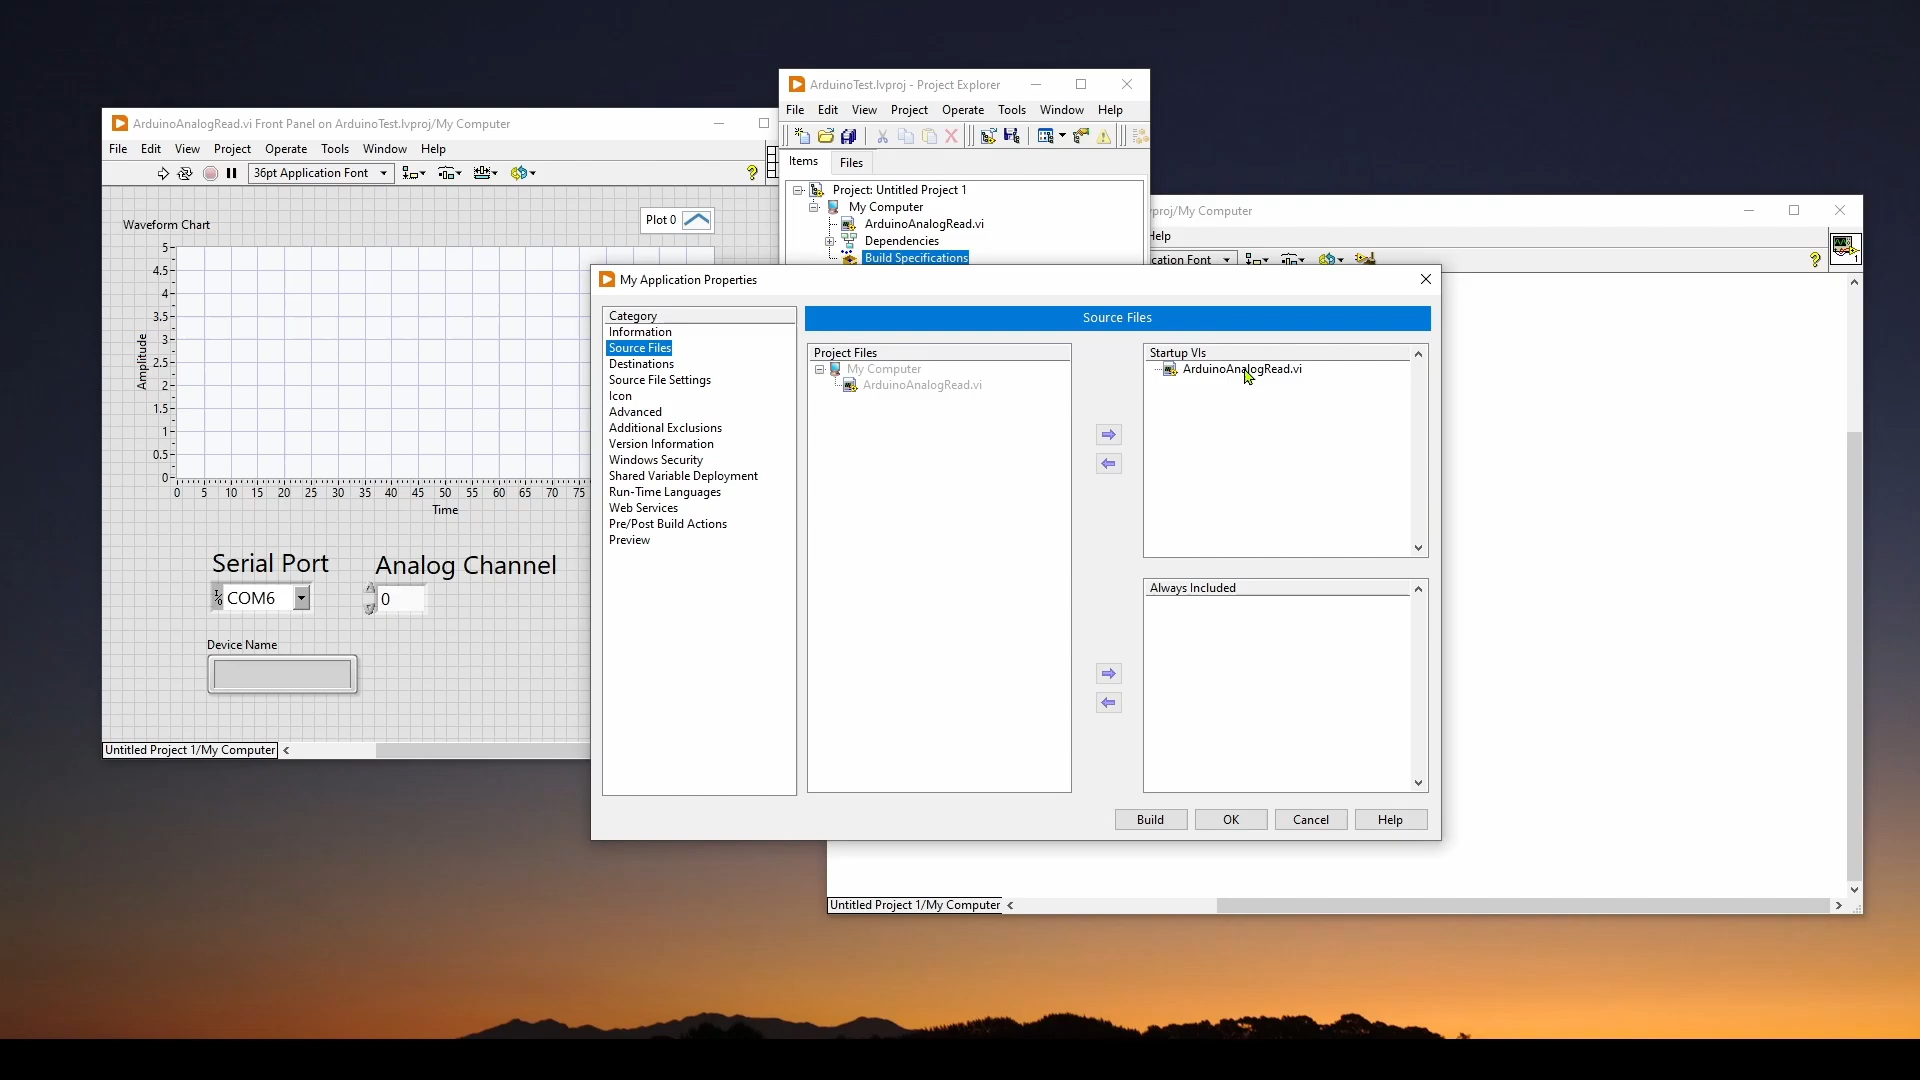 ArduinoTest.lvproj - Project Explorer
File Edit View Project Operate Tools Window Help
Items Files
Project: Untitled Project 1
My Computer
ArduinoAnalogRead.vi
Dependencies
Build Specifications
ArduinoAnalogRead.vi Front Panel on ArduinoTest.lvproj/My Computer
File Edit View Project Operate Tools Window Help
36pt Application Font
Waveform Chart
Plot 0
5
4.5
4
3.5
3
2.5
2
1.5
1
0.5
0
Amplitude
0 5 10 15 20 25 30 35 40 45 50 55 60 65 70 75
Time
Serial Port Analog Channel
COM6 0
Device Name
Untitled Project 1/My Computer
/My Computer
Help
Font
1
My Application Properties
Category
Information
Source Files
Destinations
Source File Settings
Icon
Advanced
Additional Exclusions
Version Information
Windows Security
Shared Variable Deployment
Run-Time Languages
Web Services
Pre/Post Build Actions
Preview
Source Files
Project Files
My Computer
ArduinoAnalogRead.vi
Startup VIs
ArduinoAnalogRead.vi
Always Included
Build OK Cancel Help
Untitled Project 1/My Computer